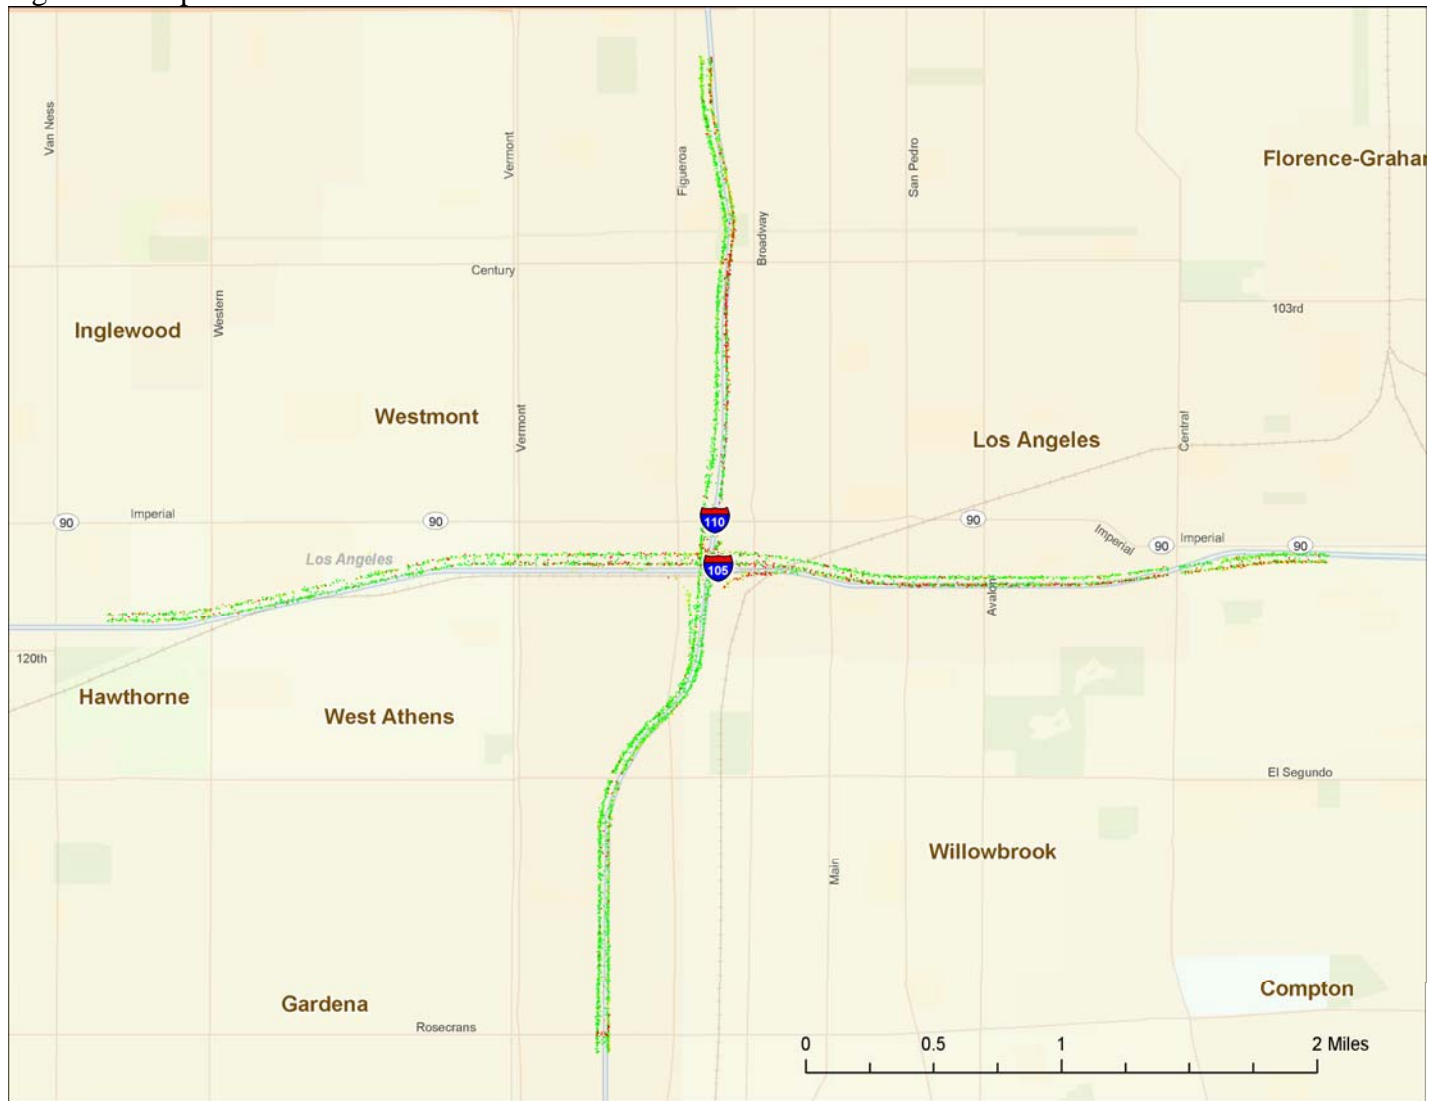 Van Ness
Vermont
Figueroa
San Pedro
Florence-Graha
Broadway
Century
Western
Inglewood
103rd
Westmont
Vermont
Los Angeles
Central
Imperial
90
90
110
90
Imperial
90
Imperial
90
Los Angeles
105
Avalon
120th
Hawthorne
West Athens
El Segundo
Main
Willowbrook
Gardena
Compton
Rosecrans
0 0.5 1 2 Miles